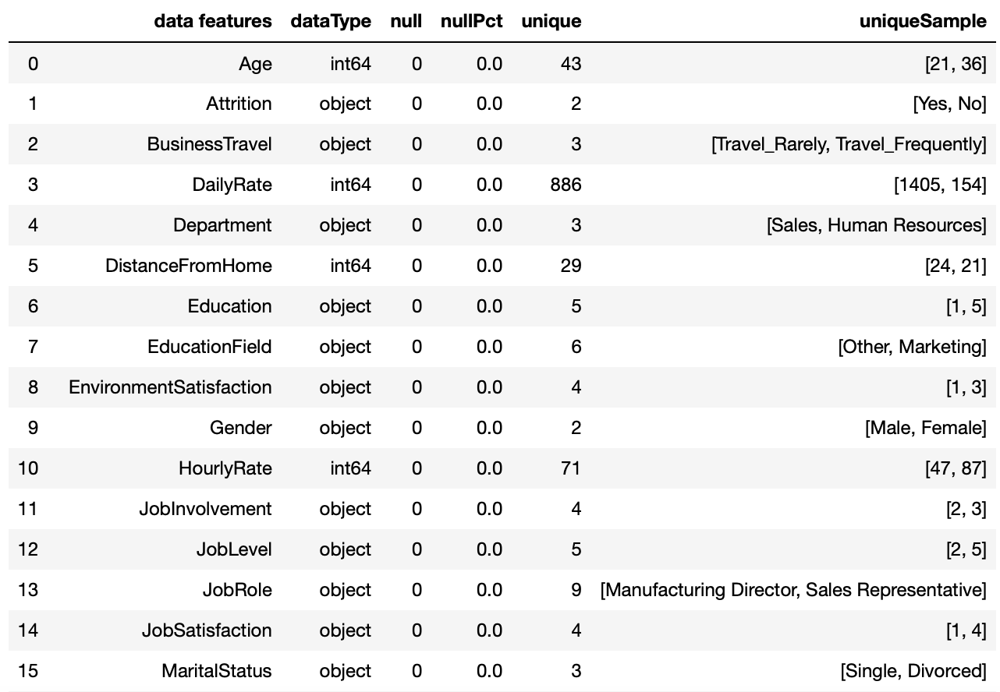 data features dataType null nullPct unique uniqueSample
0 Age int64 0 0.0 43 [21, 36]
1 Attrition object 0 0.0 2 [Yes, No]
2 BusinessTravel object 0 0.0 3 [Travel_Rarely, Travel_Frequently]
3 DailyRate int64 0 0.0 886 [1405, 154]
4 Department object 0 0.0 3 [Sales, Human Resources]
5 DistanceFromHome int64 0 0.0 29 [24, 21]
6 Education object 0 0.0 5 [1, 5]
7 EducationField object 0 0.0 6 [Other, Marketing]
8 EnvironmentSatisfaction object 0 0.0 4 [1, 3]
9 Gender object 0 0.0 2 [Male, Female]
10 HourlyRate int64 0 0.0 71 [47, 87]
11 JobInvolvement object 0 0.0 4 [2, 3]
12 JobLevel object 0 0.0 5 [2, 5]
13 JobRole object 0 0.0 9 [Manufacturing Director, Sales Representative]
14 JobSatisfaction object 0 0.0 4 [1, 4]
15 MaritalStatus object 0 0.0 3 [Single, Divorced]